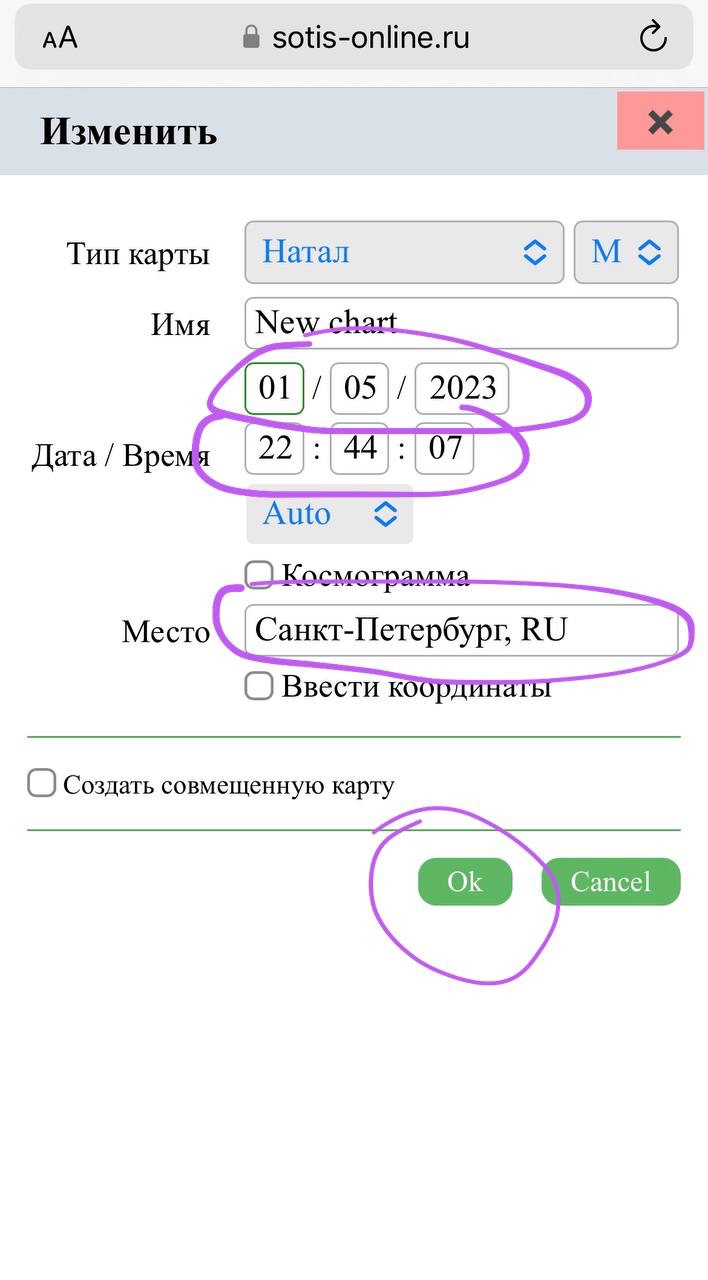 AA sotis-online.ru
Изменить
Тип карты Натал М
Имя New chart
01 / 05 / 2023
Дата / Время 22 : 44 : 07
Auto
Космограмма
Место Санкт-Петербург, RU
Ввести координаты
Создать совмещенную карту
Ok Cancel